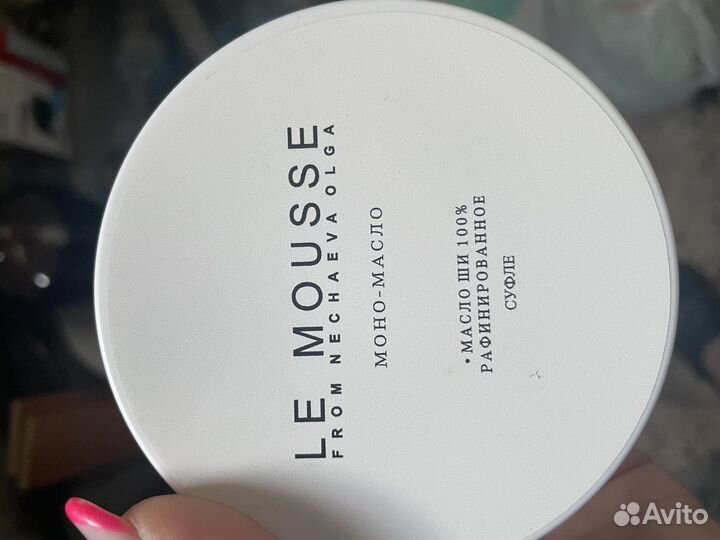 LE MOUSSE
FROM NECHAEVA OLGA
МОНО-МАСЛО
• МАСЛО ШИ 100%
РАФИНИРОВАННОЕ
СУФЛЕ
Avito